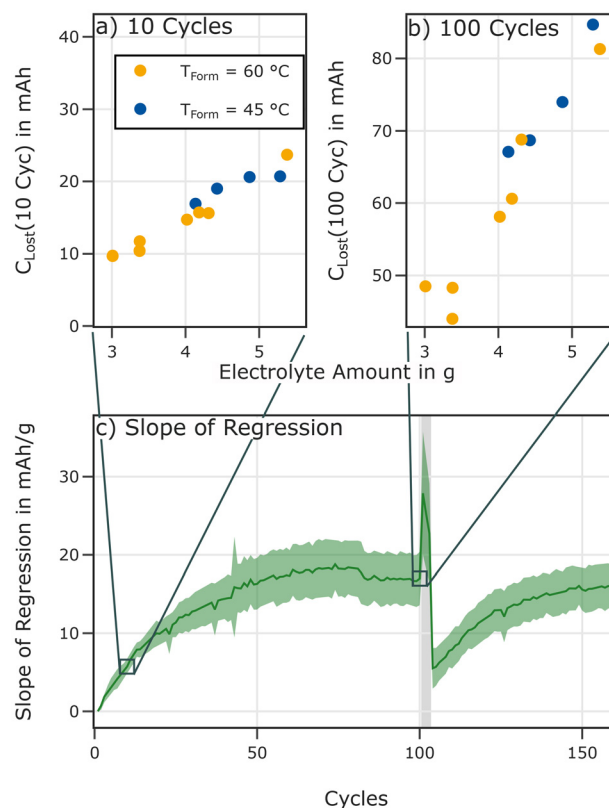 a) 10 Cycles
b) 100 Cycles
T_Form = 60 °C
T_Form = 45 °C
C_Lost(10 Cyc) in mAh
40
30
20
10
0
3
4
5
C_Lost(100 Cyc) in mAh
80
70
60
50
3
4
5
Electrolyte Amount in g
c) Slope of Regression
Slope of Regression in mAh/g
30
20
10
0
0
50
100
150
Cycles